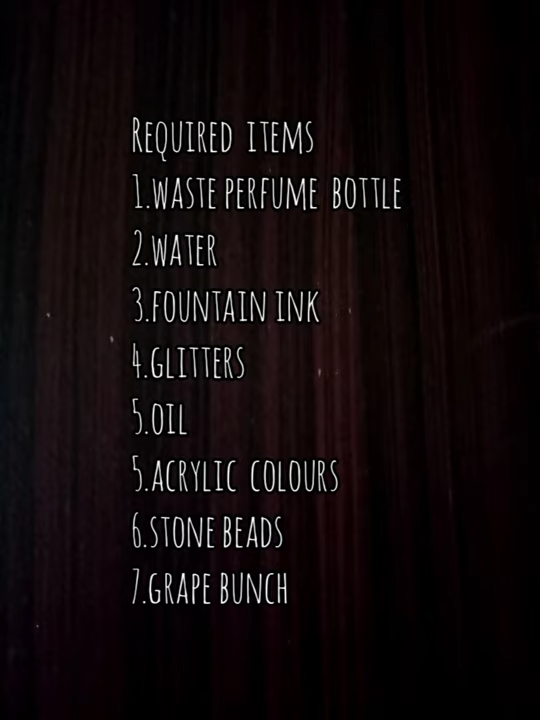 Required items
1.waste perfume bottle
2.water
3.fountain ink
4.glitters
5.oil
5.acrylic colours
6.stone beads
7.grape bunch